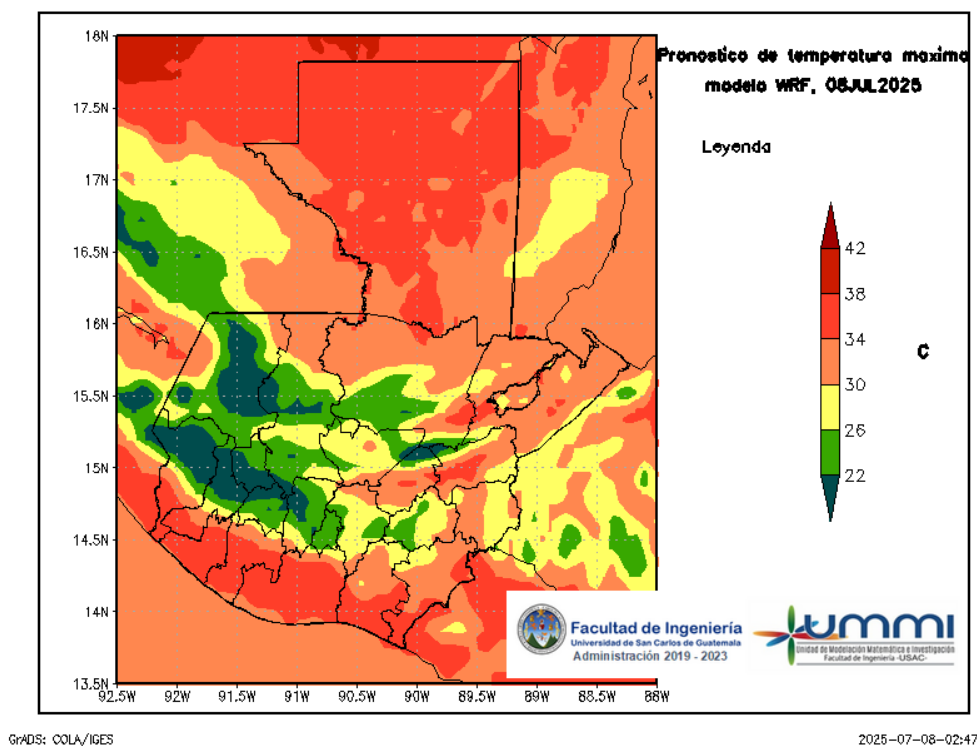 Pronostico de temperatura maxima
modelo WRF, 08JUL2025
Leyenda
18N
17.5N
17N
16.5N
16N
15.5N
15N
14.5N
14N
13.5N
92.5W
92W
91.5W
91W
90.5W
90W
89.5W
89W
88.5W
88W
42
38
34
30
26
22
C
Facultad de Ingeniería
Universidad de San Carlos de Guatemala
Administración 2019 - 2023
ummi
Unidad de Modelación Matemática e Investigación
Facultad de Ingeniería -USAC-
GrADS: COLA/IGES
2025-07-08-02:47